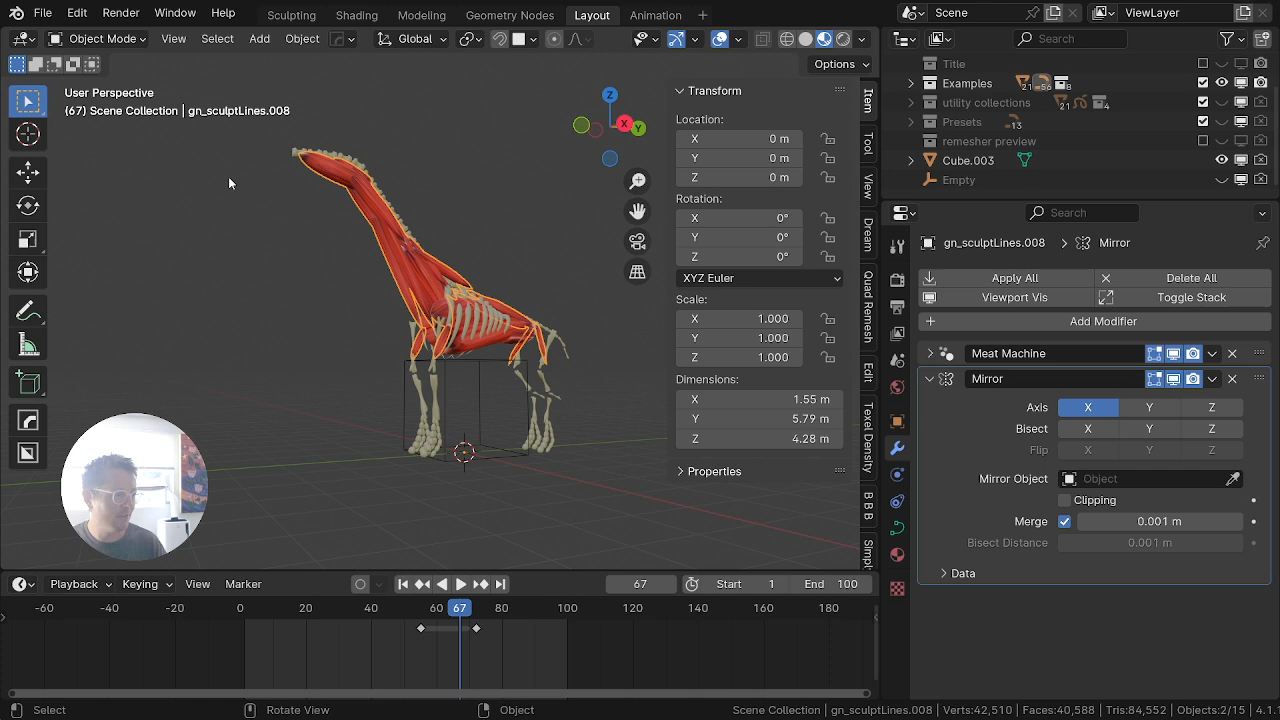 File Edit Render Window Help Sculpting Shading Modeling Geometry Nodes Layout Animation Scene ViewLayer
Object Mode View Select Add Object Global Search
Options
User Perspective
(67) Scene Collection | gn_sculptLines.008
Z
X
Y
Transform
Location:
X 0 m
Y 0 m
Z 0 m
Rotation:
X 0°
Y 0°
Z 0°
XYZ Euler
Scale:
X 1.000
Y 1.000
Z 1.000
Dimensions:
X 1.55 m
Y 5.79 m
Z 4.28 m
Properties
Item
Tool
View
Dream
Quad Remesh
Edit
Texel Density
B B B
Simpl
Title
Examples 21 56 8
utility collections 21 4
Presets 13
remesher preview
Cube.003
Empty
Search
gn_sculptLines.008 Mirror
Apply All Delete All
Viewport Vis Toggle Stack
Add Modifier
Meat Machine
Mirror
Axis X Y Z
Bisect X Y Z
Flip X Y Z
Mirror Object Object
Clipping
Merge 0.001 m
Bisect Distance 0.001 m
Data
Playback Keying View Marker 67 Start 1 End 100
-60 -40 -20 0 20 40 60 67 80 100 120 140 160 180
Select Rotate View Object Scene Collection | gn_sculptLines.008 | Verts:42,510 | Faces:40,588 | Tris:84,552 | Objects:2/15 | 4.1.